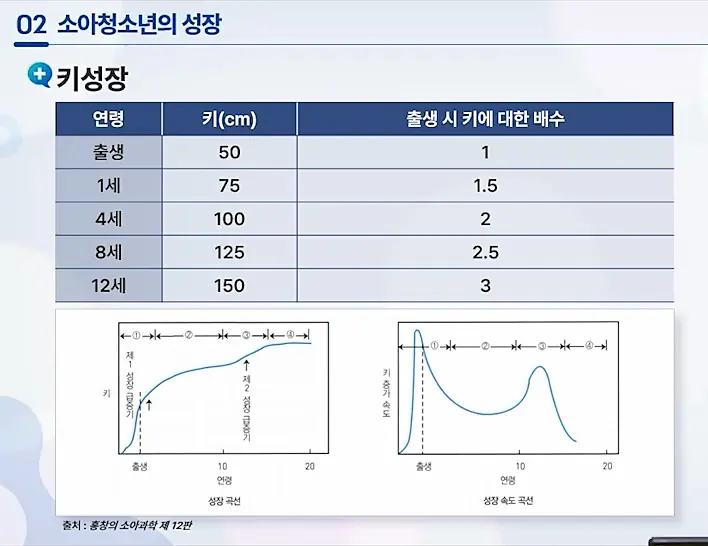 02 소아청소년의 성장
키성장
연령 키(cm) 출생 시 키에 대한 배수
출생 50 1
1세 75 1.5
4세 100 2
8세 125 2.5
12세 150 3
① ② ③ ④
제1성장 급증기
제2성장 급증기
키
출생 10 20
연령
성장 곡선
① ② ③ ④
키 증가 속도
출생 10 20
연령
성장 속도 곡선
출처 : 홍창의 소아과학 제 12판